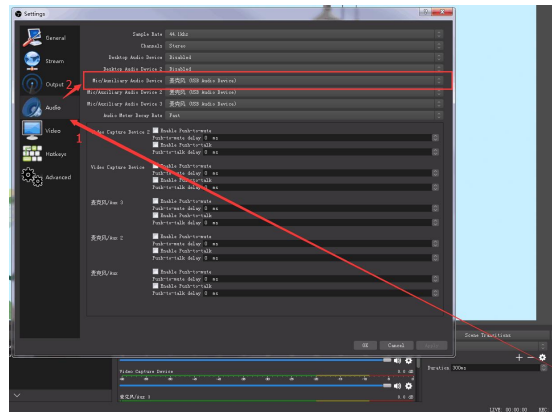 Settings
General
Stream
Output
Audio
Video
Hotkeys
Advanced
2
1
Sample Rate 44.1khz
Channels Stereo
Desktop Audio Device Disabled
Desktop Audio Device 2 Disabled
Mic/Auxiliary Audio Device 麦克风 (USB Audio Device)
Mic/Auxiliary Audio Device 2 麦克风 (USB Audio Device)
Mic/Auxiliary Audio Device 3 麦克风 (USB Audio Device)
Audio Meter Decay Rate Fast
Capture Device 2 Enable Push-to-mute
Push-to-mute delay 0 ms
Enable Push-to-talk
Push-to-talk delay 0 ms
Video Capture Device Enable Push-to-mute
Push-to-mute delay 0 ms
Enable Push-to-talk
Push-to-talk delay 0 ms
麦克风/Aux 3 Enable Push-to-mute
Push-to-mute delay 0 ms
Enable Push-to-talk
Push-to-talk delay 0 ms
麦克风/Aux 2 Enable Push-to-mute
Push-to-mute delay 0 ms
Enable Push-to-talk
Push-to-talk delay 0 ms
麦克风/Aux Enable Push-to-mute
Push-to-mute delay 0 ms
Enable Push-to-talk
Push-to-talk delay 0 ms
OK Cancel
Scene Transitions
Duration 300ms
Video Capture Device 0.0 dB
麦克风/Aux 3 0.0 dB
LIVE: 00:00:00 REC: